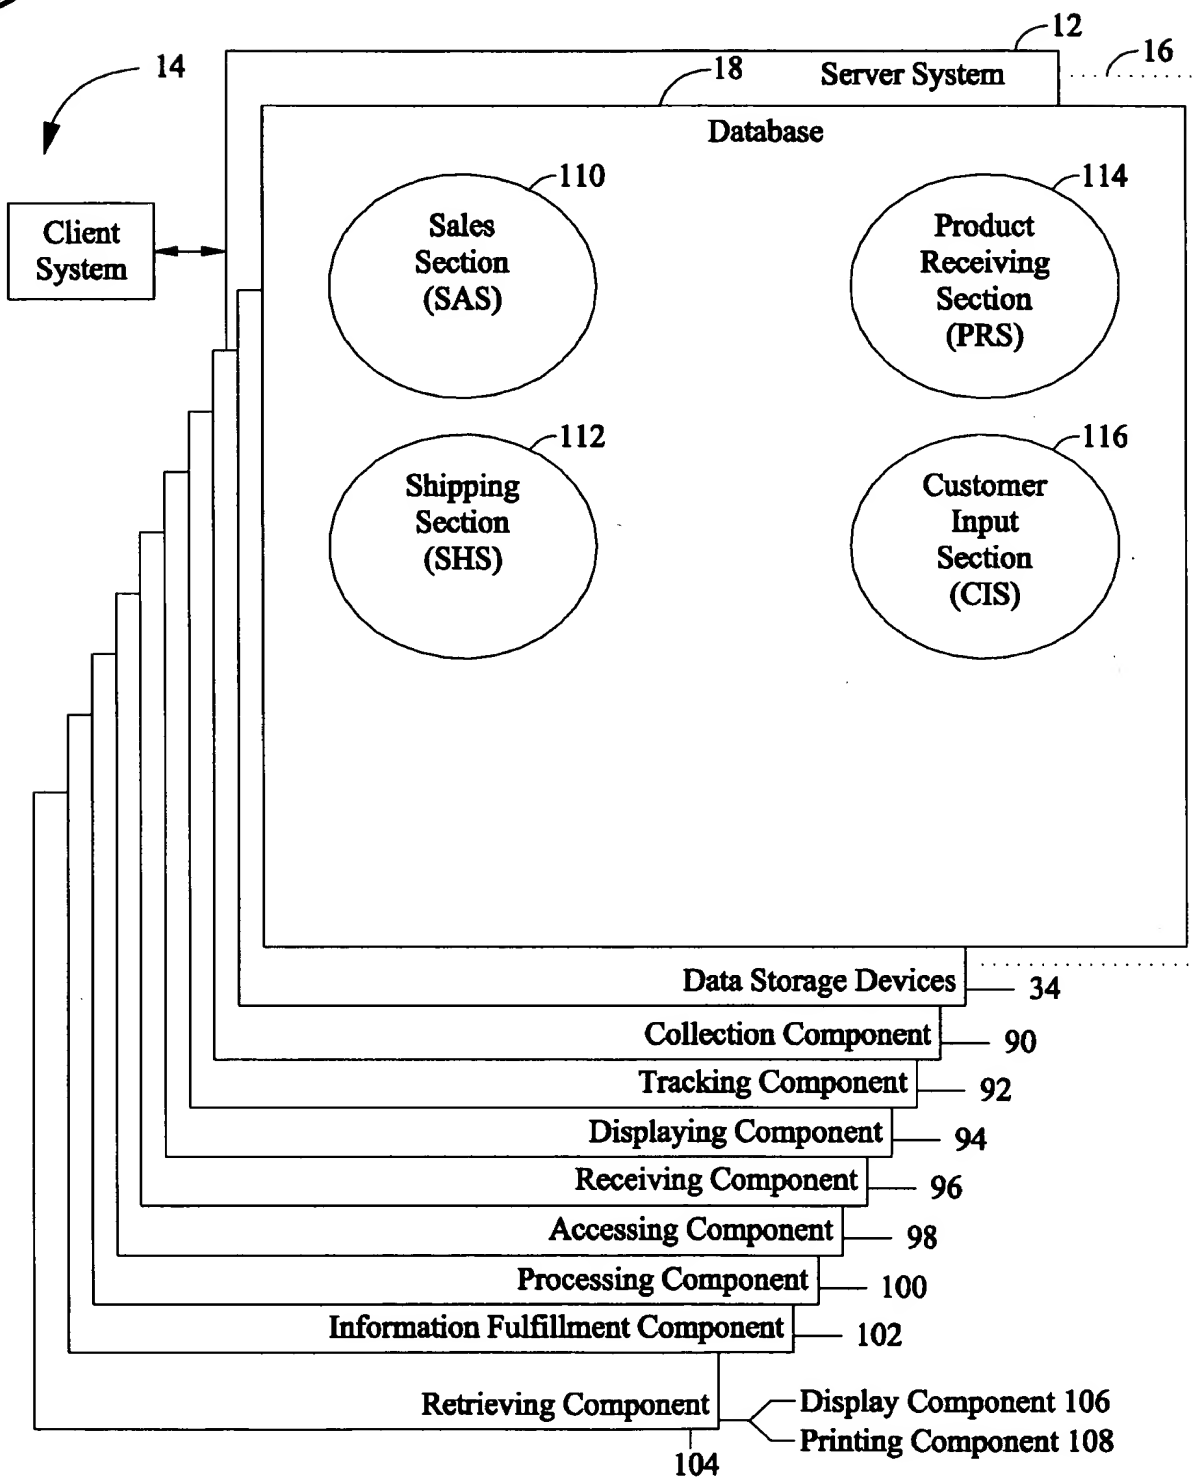 12
14
16
Server System
18
Database
110
114
Client
System
Sales
Section
(SAS)
Product
Receiving
Section
(PRS)
112
116
Shipping
Section
(SHS)
Customer
Input
Section
(CIS)
Data Storage Devices
34
Collection Component
90
Tracking Component
92
Displaying Component
94
Receiving Component
96
Accessing Component
98
Processing Component
100
Information Fulfillment Component
102
Retrieving Component
104
Display Component 106
Printing Component 108